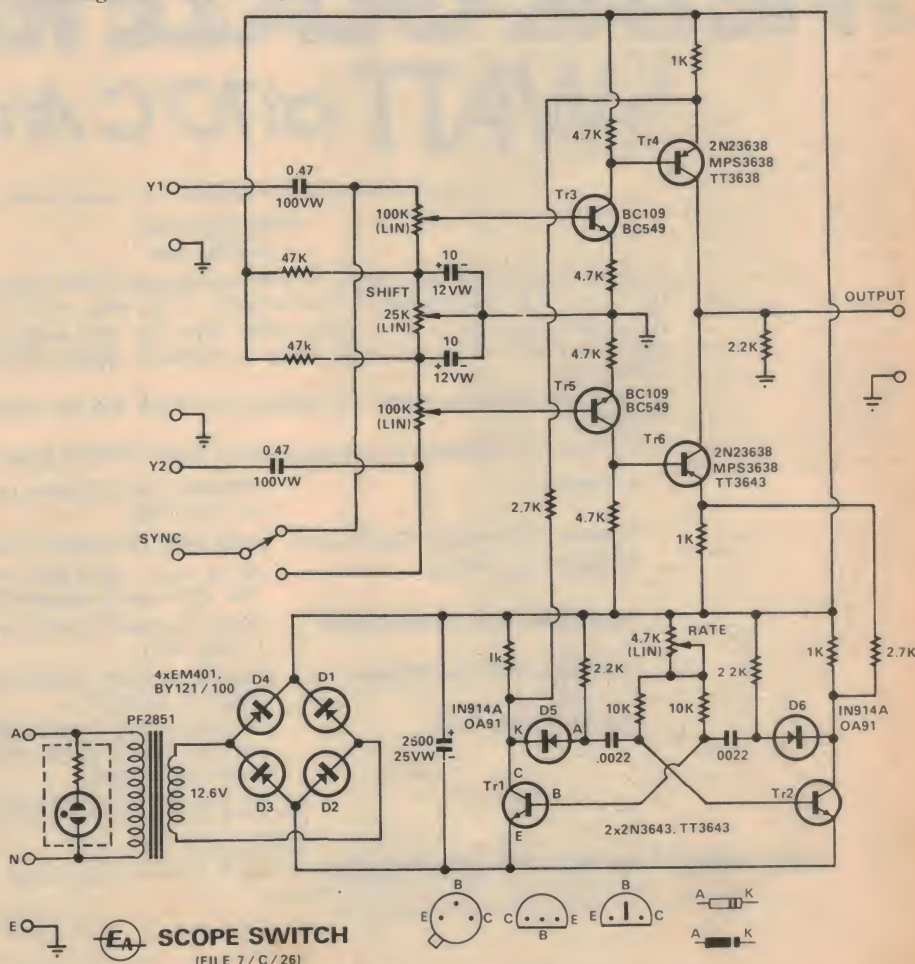 1K
4.7K
Tr4
2N23638
MPS3638
TT3638
Y1
0.47
100VW
Tr3
100K
(LIN)
BC109
BC549
47K
+ 10 -
12VW
4.7K
SHIFT
25K
(LIN)
OUTPUT
47k
+ 10 -
12VW
4.7K
2.2K
Tr5
BC109
BC549
100K
(LIN)
Tr6
2N23638
MPS3638
TT3643
Y2
0.47
100VW
2.7K
4.7K
SYNC
1K
RATE
4.7K
(LIN)
1k
2.2K
2.2K
1K
2.7K
4xEM401,
BY121/100
D4
D1
IN914A
OA91
D5
K
A
10K
10K
D6
IN914A
OA91
PF2851
A
2500
25VW
+
-
.0022
.0022
12.6V
D3
D2
Tr1
C
B
E
Tr2
2x2N3643, TT3643
N
B
E
C
C
E
B
B
E
C
A
K
A
K
E
EA SCOPE SWITCH
(FILE 7/C/26)